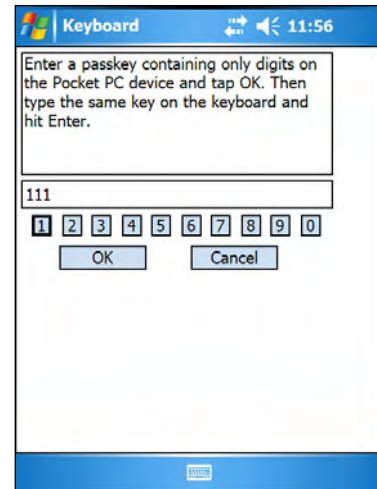 Keyboard 11:56
Enter a passkey containing only digits on
the Pocket PC device and tap OK. Then
type the same key on the keyboard and
hit Enter.
111
1 2 3 4 5 6 7 8 9 0
OK Cancel